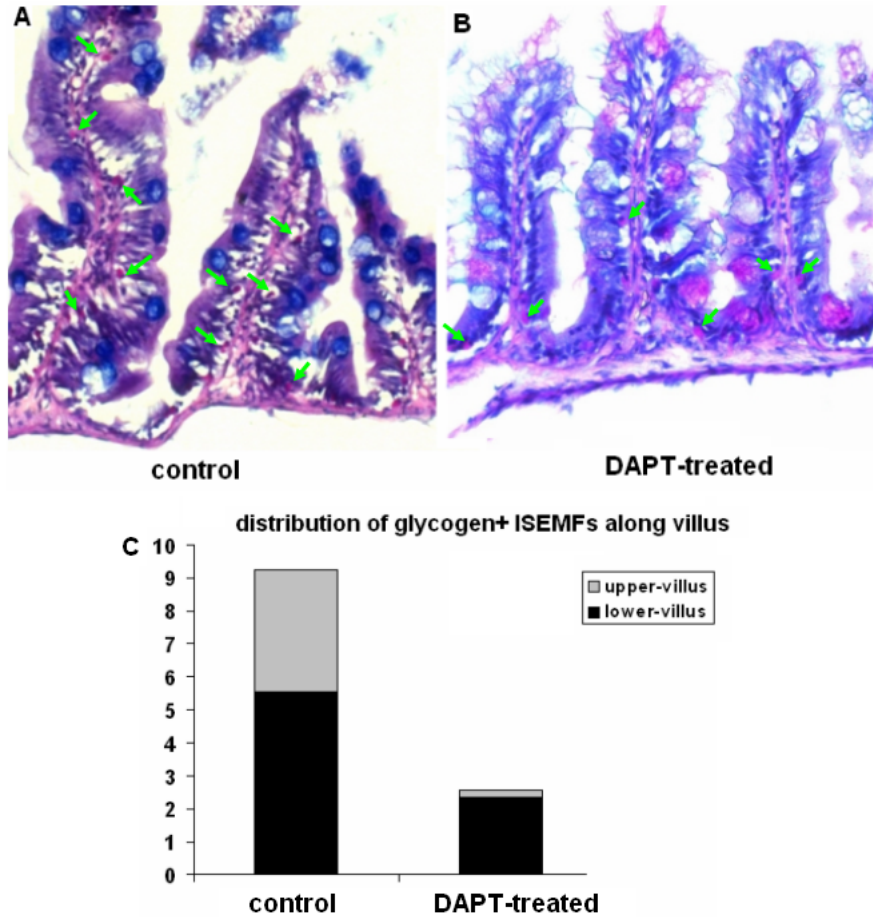 A
B
control
DAPT-treated
C
distribution of glycogen+ ISEMFs along villus
10
9
8
7
6
5
4
3
2
1
0
upper-villus
lower-villus
control
DAPT-treated